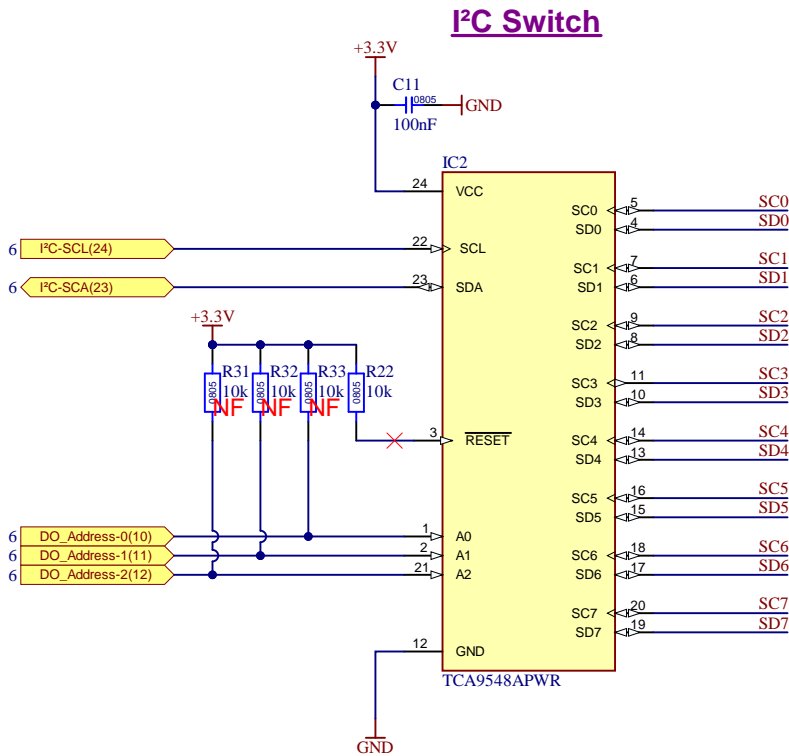 I²C Switch
+3.3V
C11
0805
GND
100nF
IC2
24 VCC
SC0 5 SC0
SD0 4 SD0
6 I²C-SCL(24) 22 SCL
SC1 7 SC1
6 I²C-SCA(23) 23 SDA
SD1 6 SD1
+3.3V
SC2 9 SC2
SD2 8 SD2
R31 R32 R33 R22
10k 10k 10k 10k
0805 0805 0805 0805
NF NF NF
SC3 11 SC3
SD3 10 SD3
3 RESET
SC4 14 SC4
SD4 13 SD4
SC5 16 SC5
SD5 15 SD5
6 DO_Address-0(10) 1 A0
6 DO_Address-1(11) 2 A1
SC6 18 SC6
6 DO_Address-2(12) 21 A2
SD6 17 SD6
SC7 20 SC7
SD7 19 SD7
12 GND
TCA9548APWR
GND